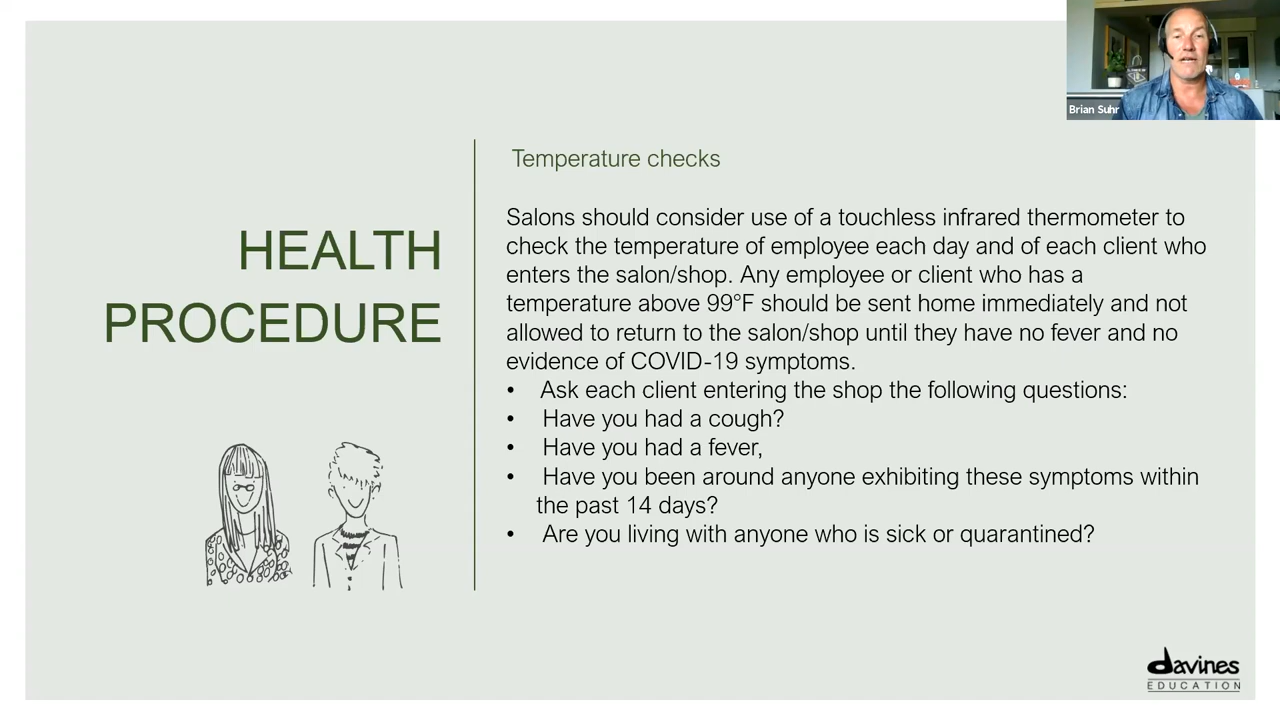 Brian Suhr
Temperature checks
HEALTH
PROCEDURE
Salons should consider use of a touchless infrared thermometer to
check the temperature of employee each day and of each client who
enters the salon/shop. Any employee or client who has a
temperature above 99°F should be sent home immediately and not
allowed to return to the salon/shop until they have no fever and no
evidence of COVID-19 symptoms.
• Ask each client entering the shop the following questions:
• Have you had a cough?
• Have you had a fever,
• Have you been around anyone exhibiting these symptoms within
the past 14 days?
• Are you living with anyone who is sick or quarantined?
davines
EDUCATION